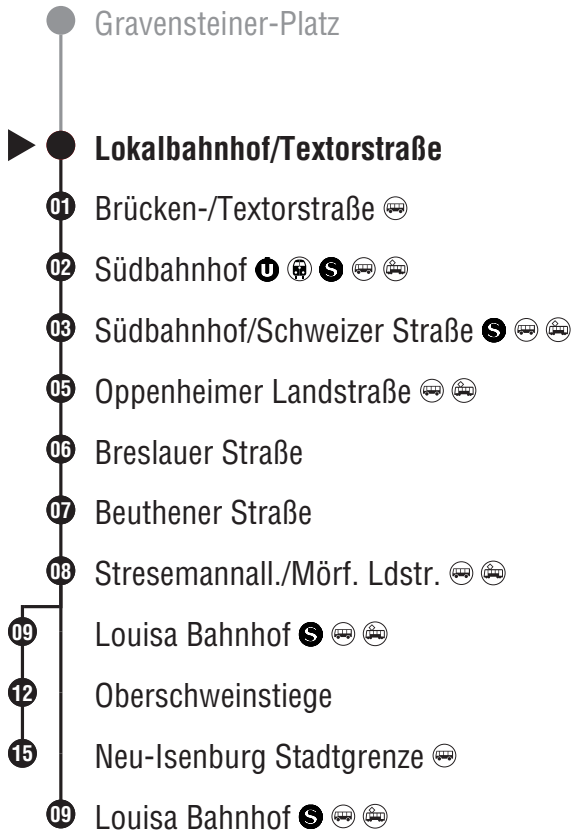 Gravensteiner-Platz
Lokalbahnhof/Textorstraße
01 Brücken-/Textorstraße
02 Südbahnhof U S
03 Südbahnhof/Schweizer Straße S
05 Oppenheimer Landstraße
06 Breslauer Straße
07 Beuthener Straße
08 Stresemannall./Mörf. Ldstr.
09 Louisa Bahnhof S
12 Oberschweinstiege
15 Neu-Isenburg Stadtgrenze
09 Louisa Bahnhof S